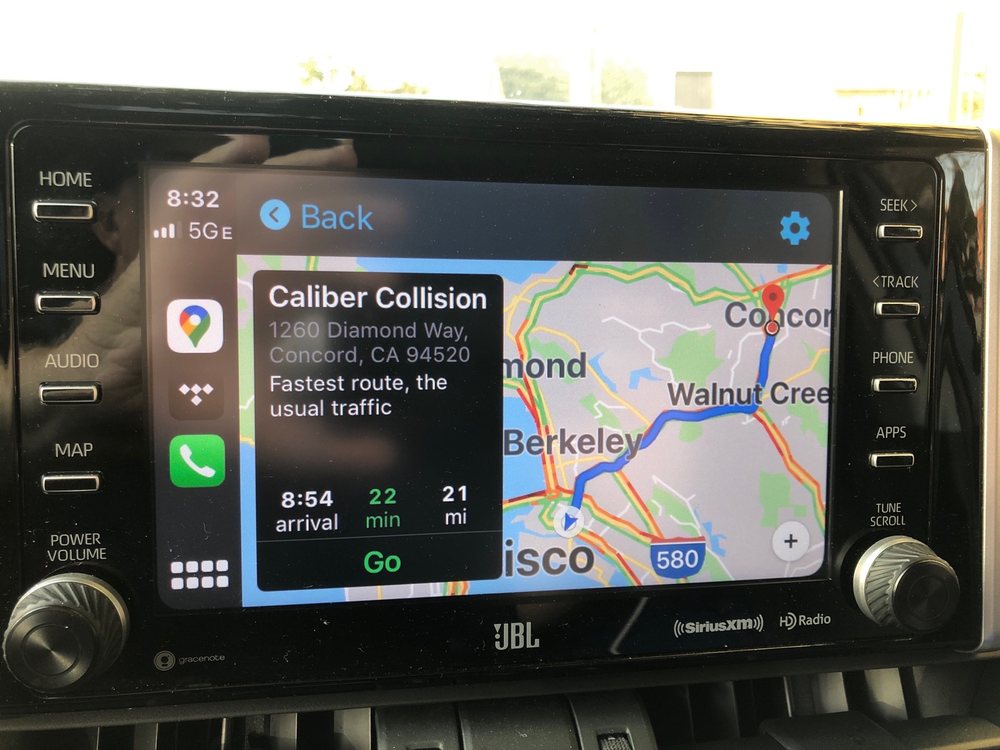 HOME
MENU
AUDIO
MAP
POWER
VOLUME
8:32
5GE
Back
Caliber Collision
1260 Diamond Way,
Concord, CA 94520
Fastest route, the
usual traffic
8:54
arrival
22
min
21
mi
Go
Concor
mond
Walnut Cree
Berkeley
isco
580
+
SEEK >
< TRACK
PHONE
APPS
TUNE
SCROLL
gracenote
JBL
((SiriusXM))
HD Radio